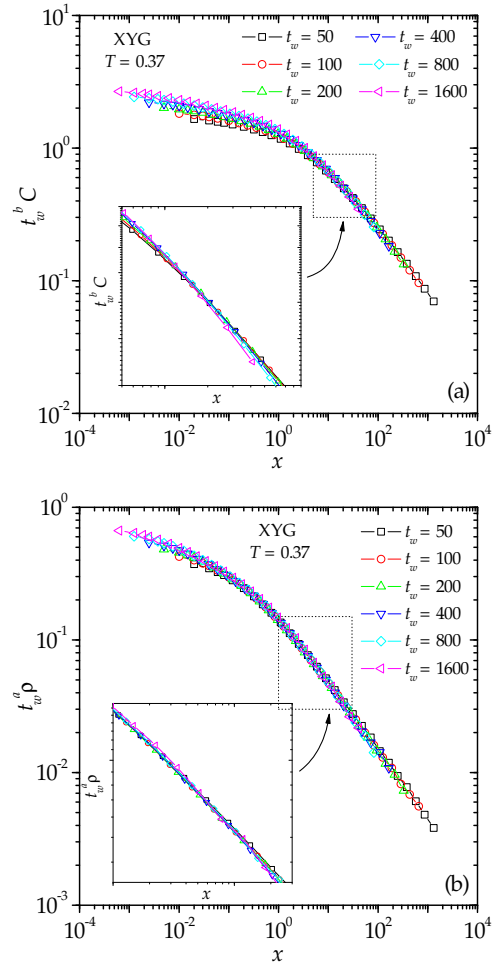 10^1
10^0
10^-1
10^-2
t_w^b C
XYG
T = 0.37
t_w = 50
t_w = 400
t_w = 100
t_w = 800
t_w = 200
t_w = 1600
t_w^b C
x
(a)
10^-4
10^-2
10^0
10^2
10^4
x
10^0
10^-1
10^-2
10^-3
t_w^a ρ
XYG
T = 0.37
t_w = 50
t_w = 100
t_w = 200
t_w = 400
t_w = 800
t_w = 1600
t_w^a ρ
x
(b)
10^-4
10^-2
10^0
10^2
10^4
x